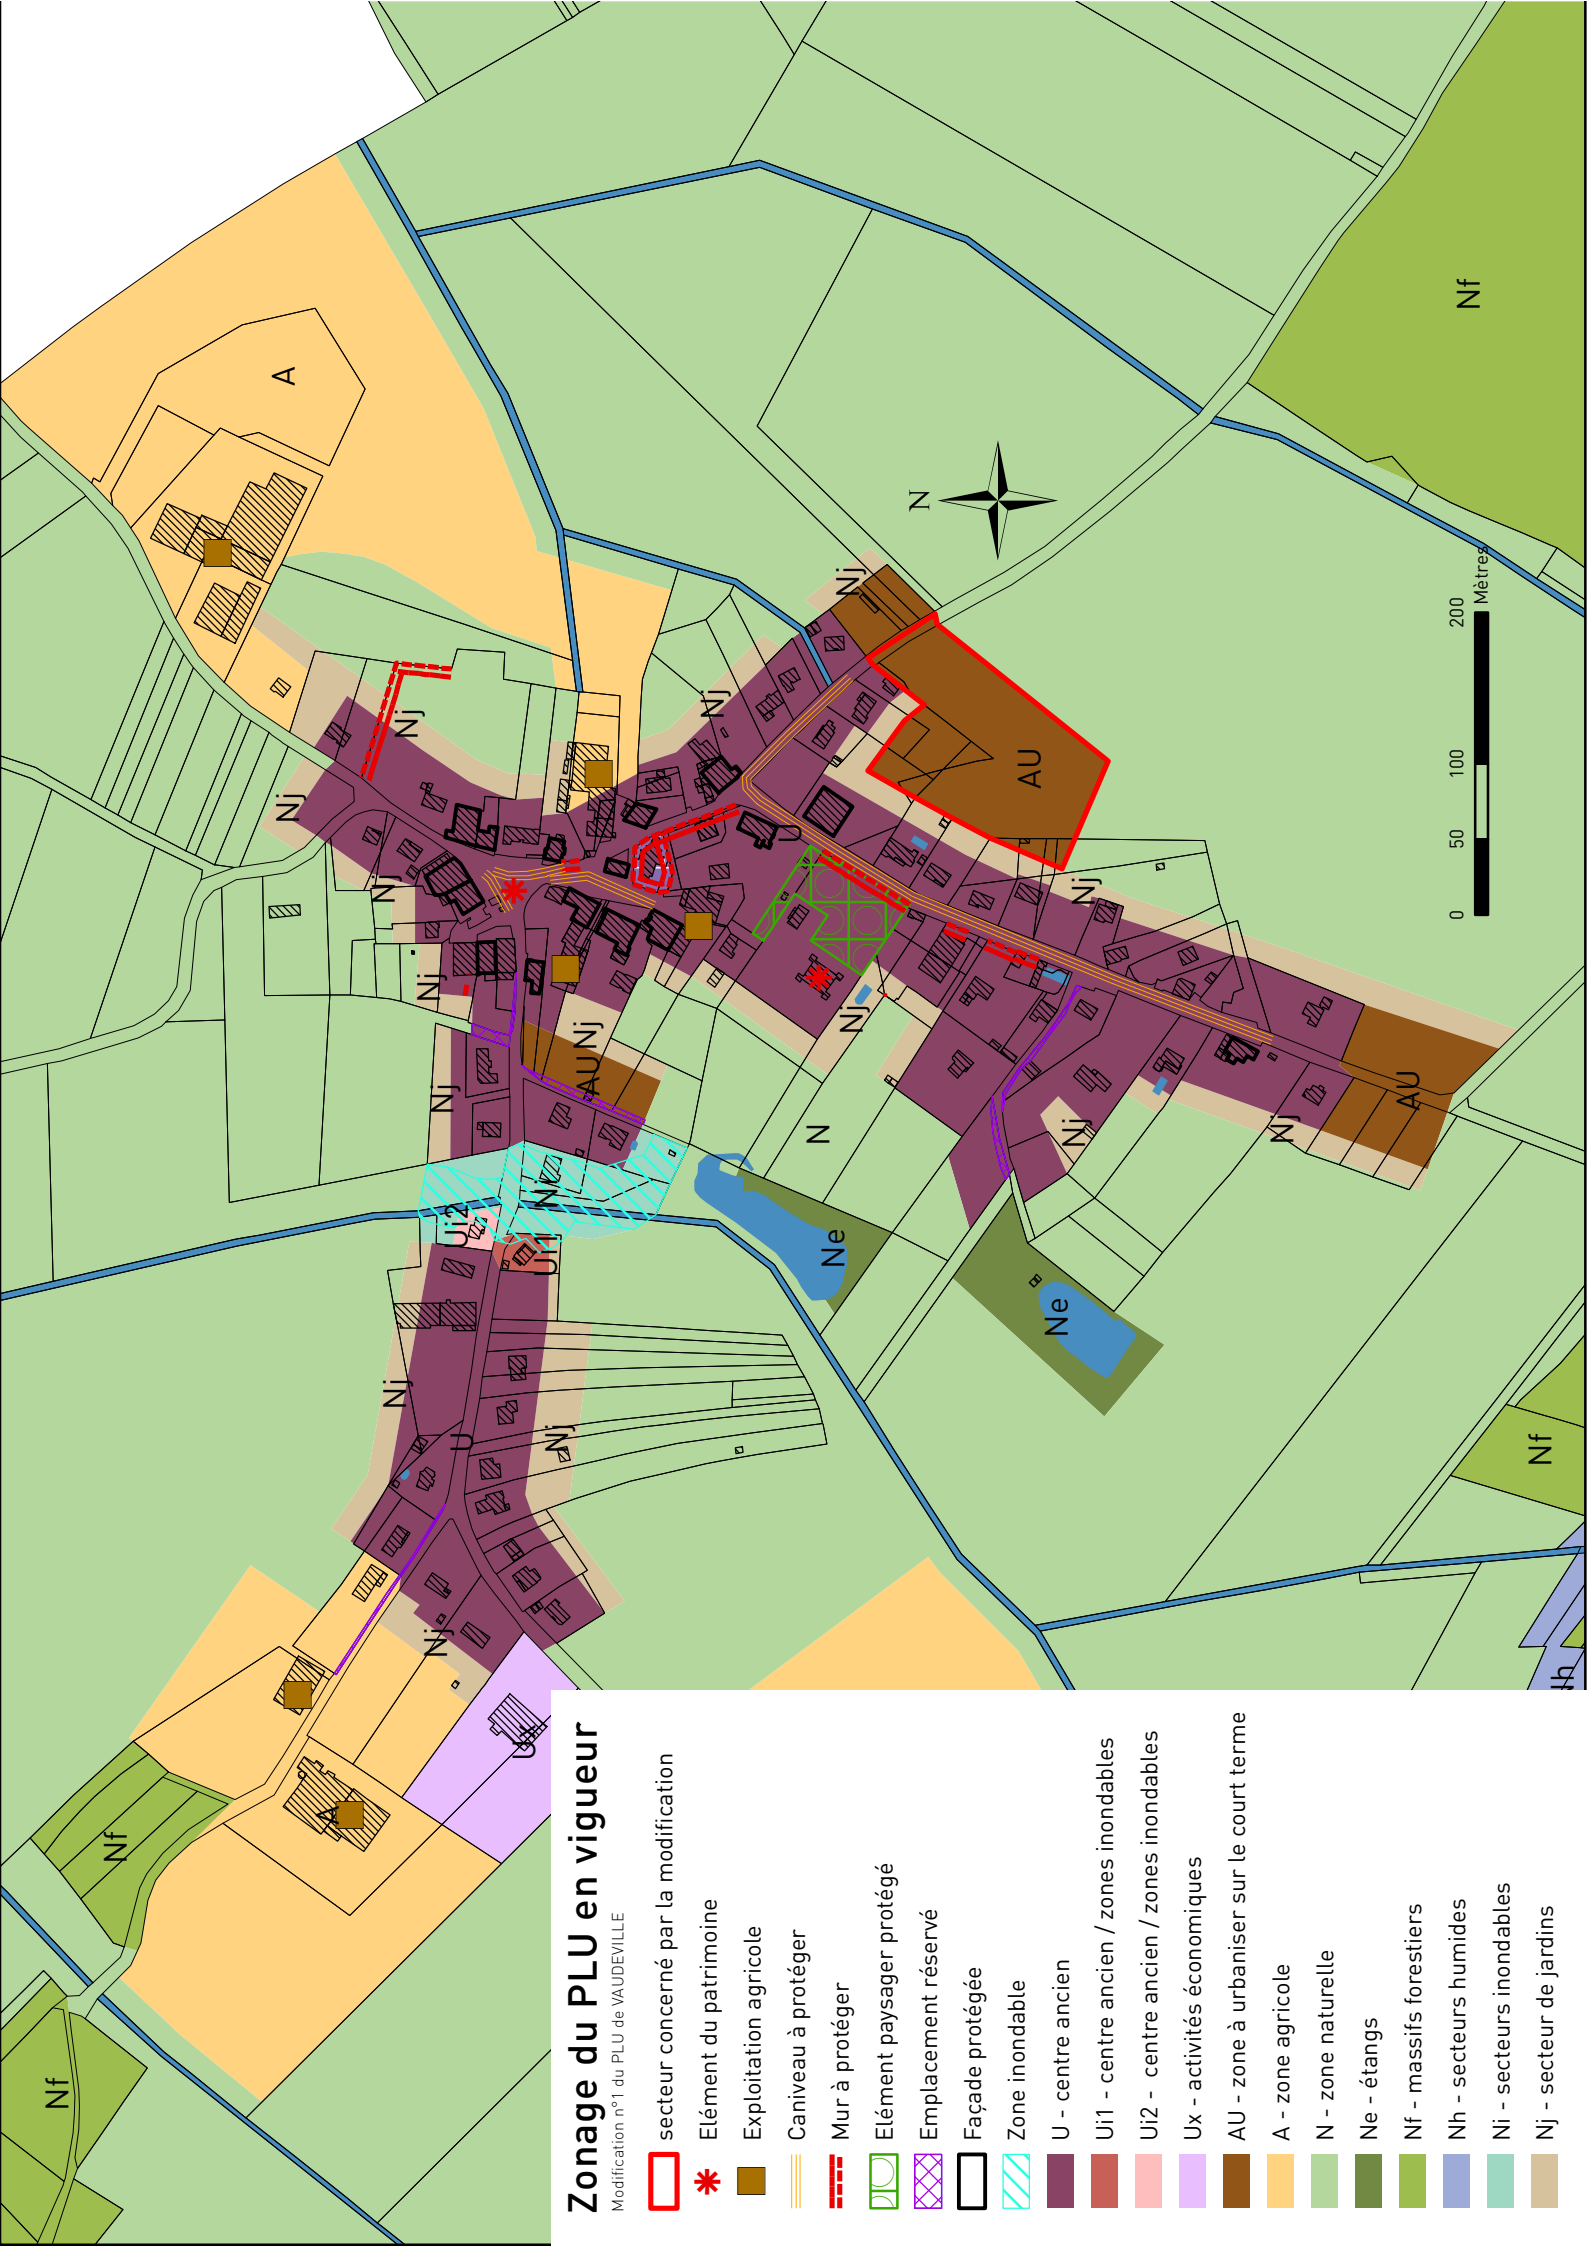 Zonage du PLU en vigueur
Modification n°1 du PLU de VAUDEVILLE
secteur concerné par la modification
Elément du patrimoine
Exploitation agricole
Caniveau à protéger
Mur à protéger
Elément paysager protégé
Emplacement réservé
Façade protégée
Zone inondable
U - centre ancien
Ui1 - centre ancien / zones inondables
Ui2 - centre ancien / zones inondables
Ux - activités économiques
AU - zone à urbaniser sur le court terme
A - zone agricole
N - zone naturelle
Ne - étangs
Nf - massifs forestiers
Nh - secteurs humides
Ni - secteurs inondables
Nj - secteur de jardins
Nf
Nf
A
Ux
Nj
U
Nj
Nj
Ui2
Ui1
Ni
Nj
AU
Nj
Nj
Nj
Nj
Nj
A
Nj
Nj
U
AU
Nj
Nj
N
Nj
Nj
AU
Ne
Ne
Nf
Nh
Nf
N
0
50
100
200
Mètres